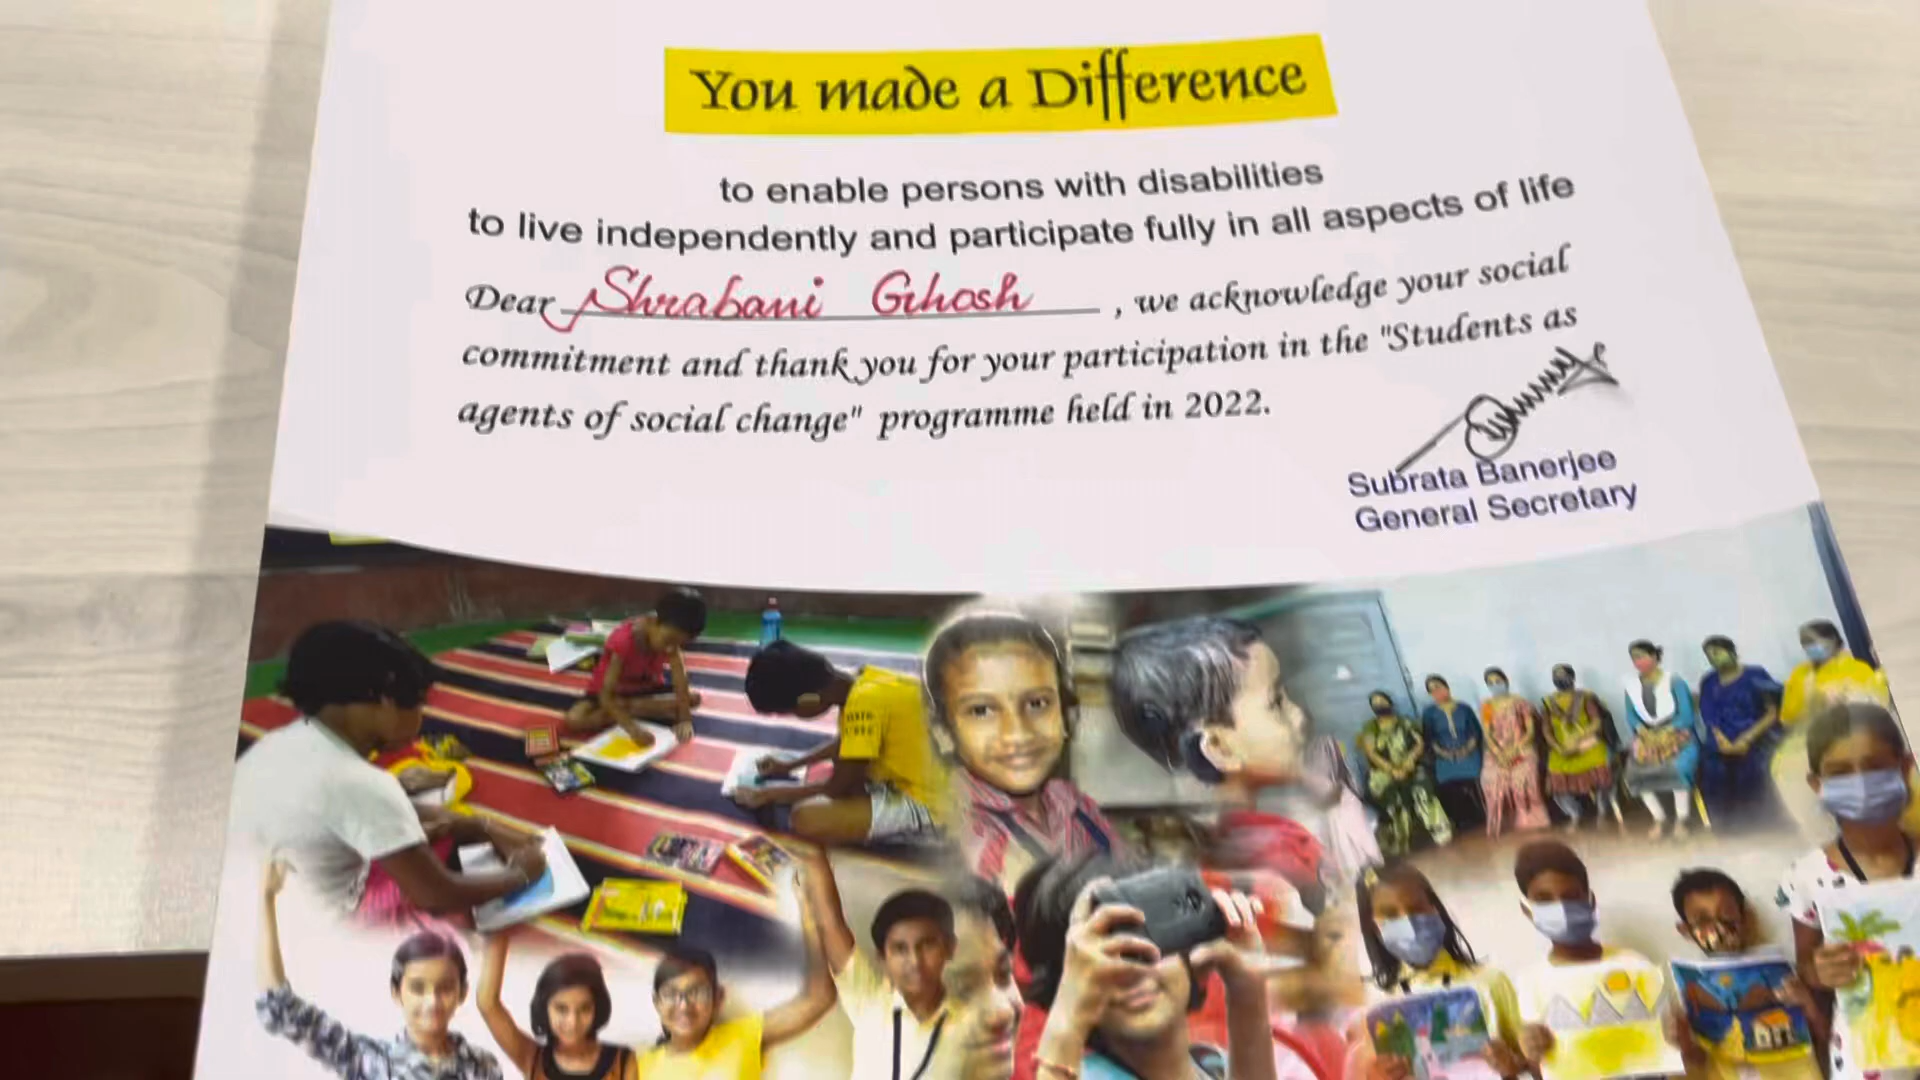 You made a Difference
to enable persons with disabilities
to live independently and participate fully in all aspects of life
Dear Shrabani Ghosh, we acknowledge your social
commitment and thank you for your participation in the "Students as
agents of social change" programme held in 2022.
Subrata Banerjee
General Secretary